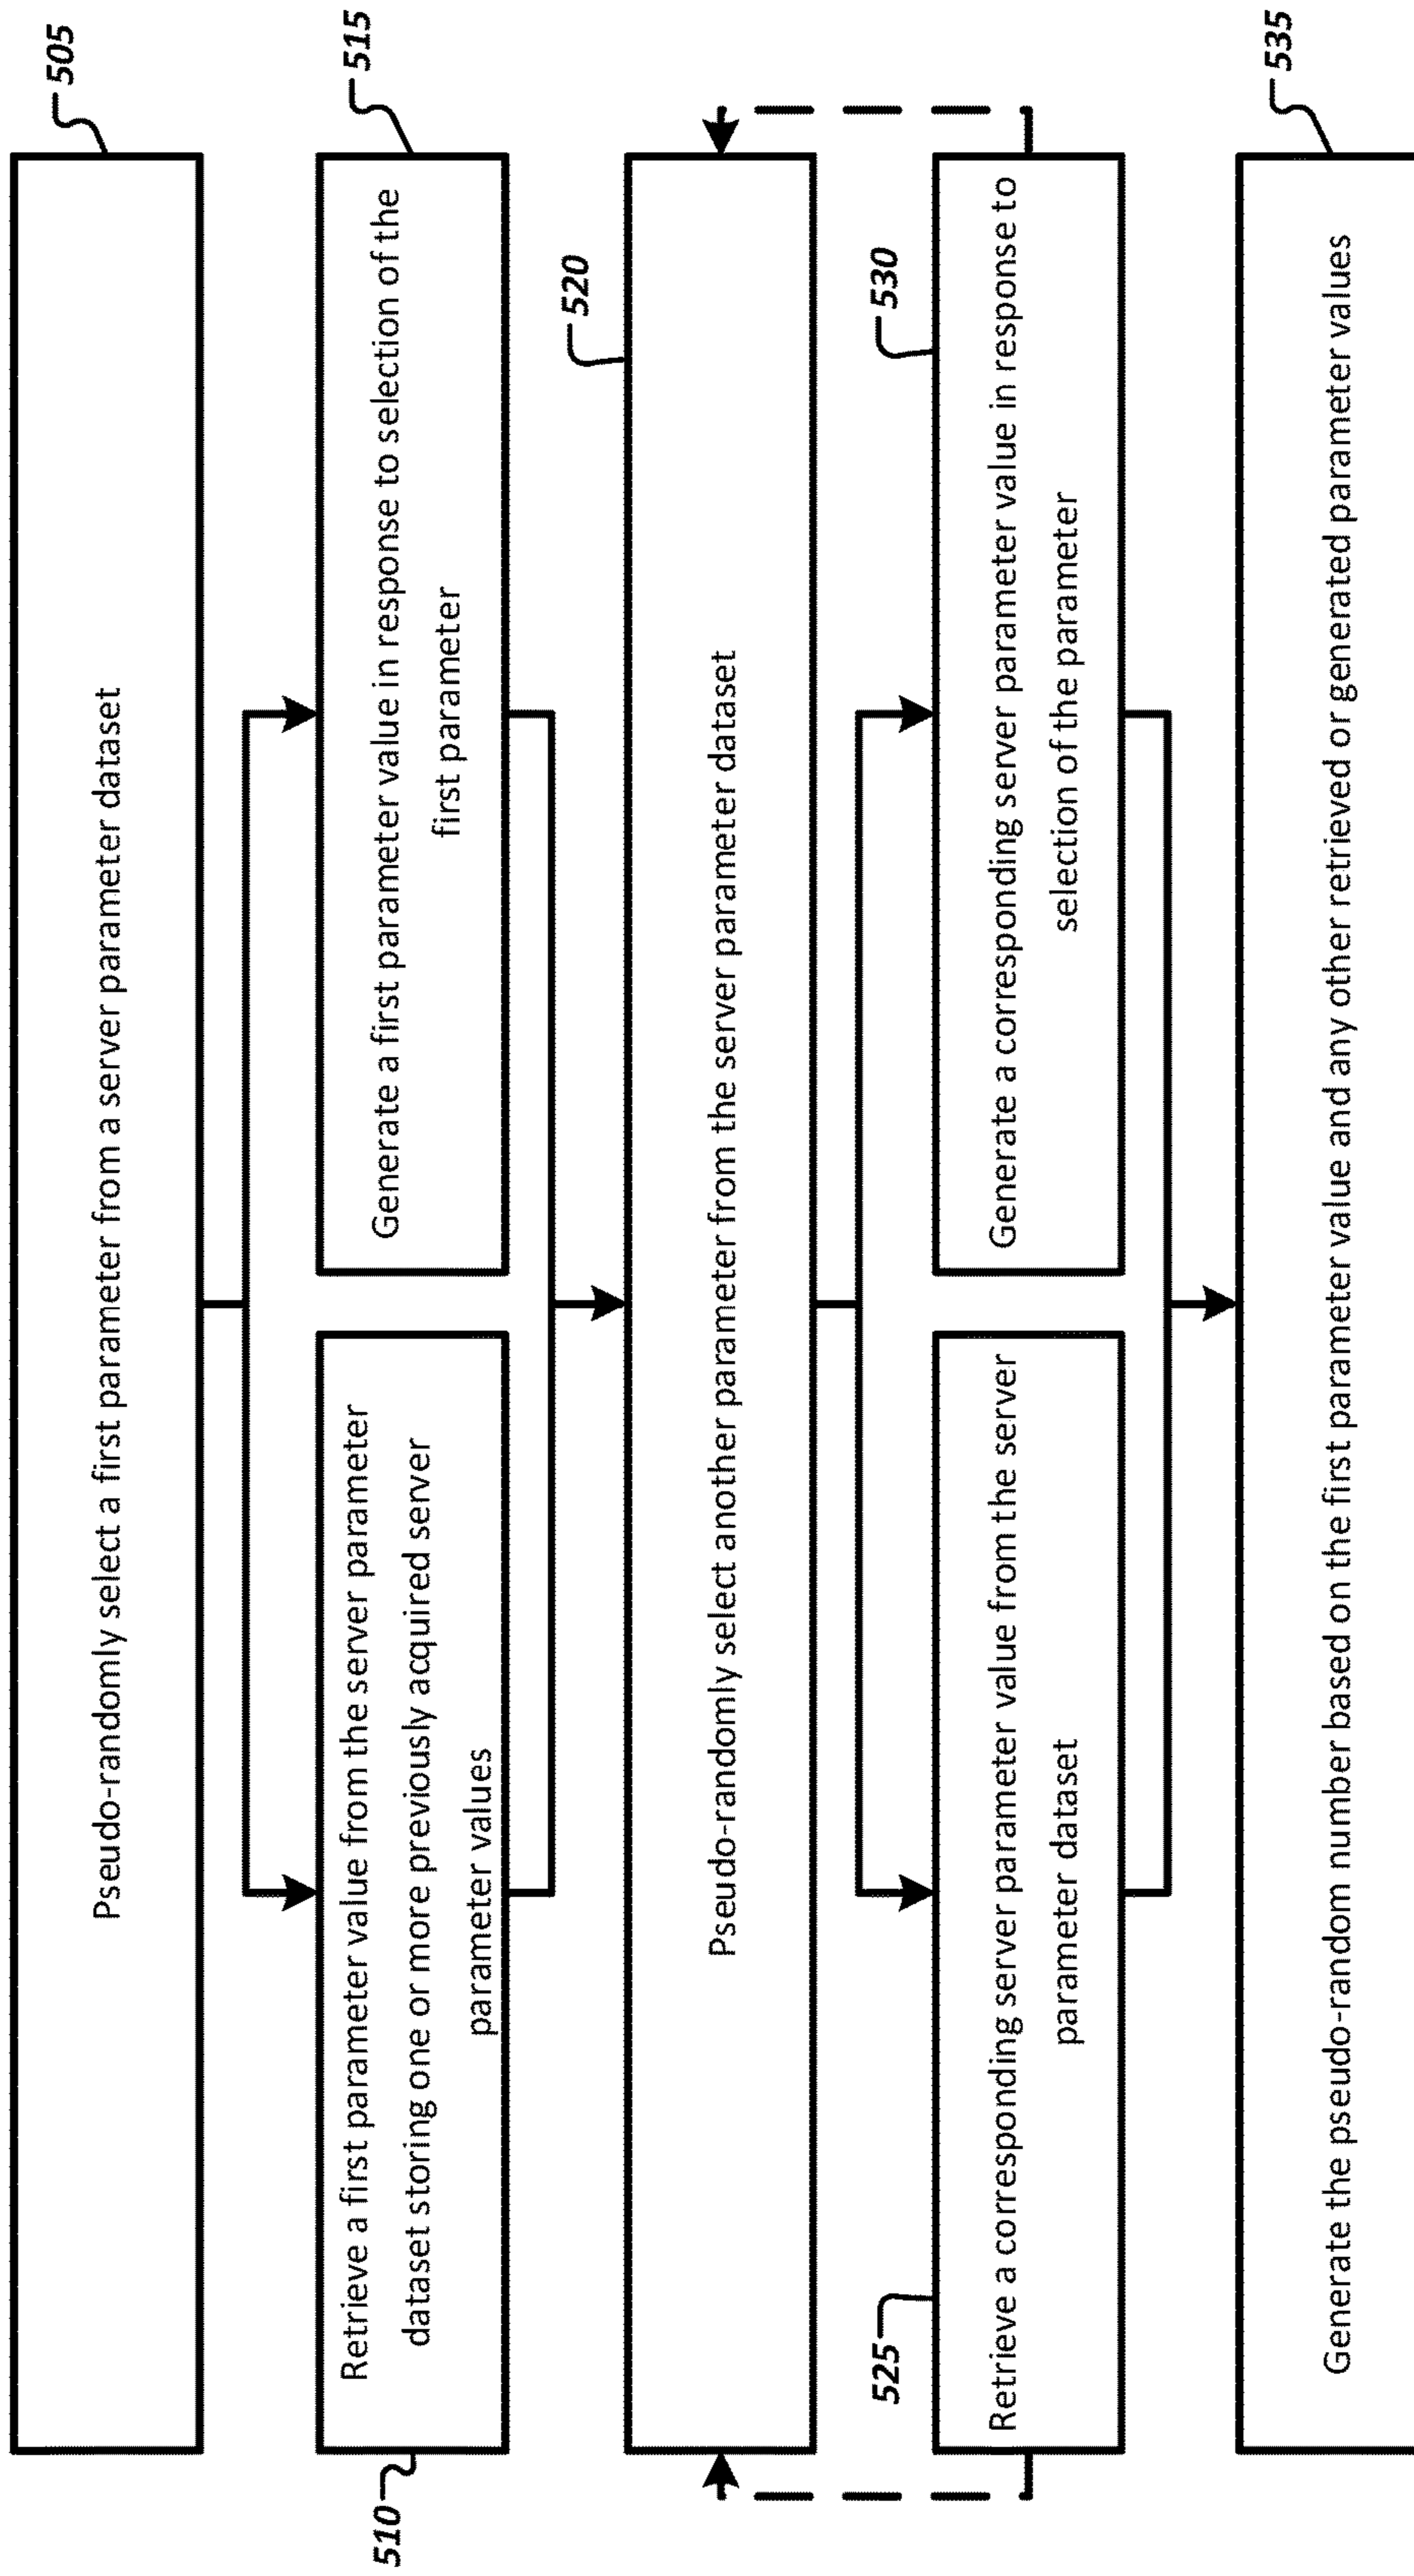 505
Pseudo-randomly select a first parameter from a server parameter dataset
510
Retrieve a first parameter value from the server parameter
dataset storing one or more previously acquired server
parameter values
515
Generate a first parameter value in response to selection of the
first parameter
520
Pseudo-randomly select another parameter from the server parameter dataset
525
Retrieve a corresponding server parameter value from the server
parameter dataset
530
Generate a corresponding server parameter value in response to
selection of the parameter
535
Generate the pseudo-random number based on the first parameter value and any other retrieved or generated parameter values